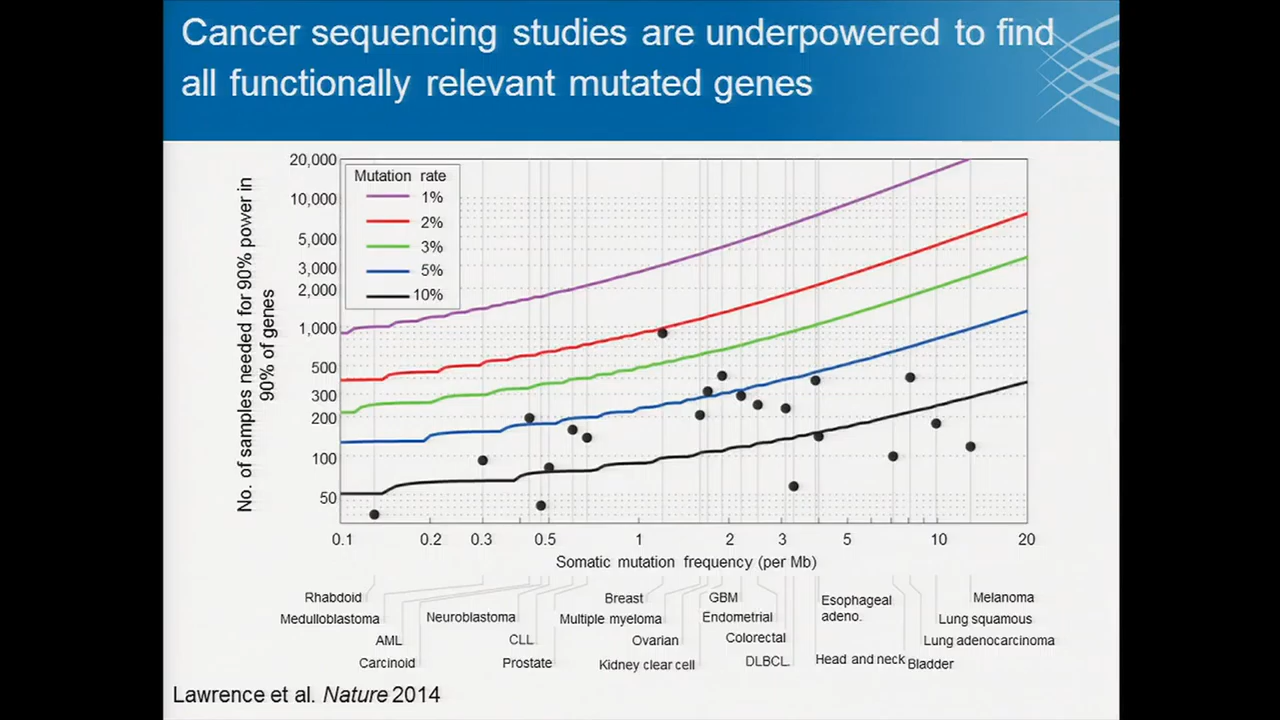 Cancer sequencing studies are underpowered to find
all functionally relevant mutated genes
No. of samples needed for 90% power in
90% of genes
20,000
10,000
5,000
3,000
2,000
1,000
500
300
200
100
50
Mutation rate
1%
2%
3%
5%
10%
0.1 0.2 0.3 0.5 1 2 3 5 10 20
Somatic mutation frequency (per Mb)
Rhabdoid Breast GBM Esophageal adeno. Melanoma
Medulloblastoma Neuroblastoma Multiple myeloma Endometrial Lung squamous
AML CLL Ovarian Colorectal Lung adenocarcinoma
Carcinoid Prostate Kidney clear cell DLBCL Head and neck Bladder
Lawrence et al. Nature 2014